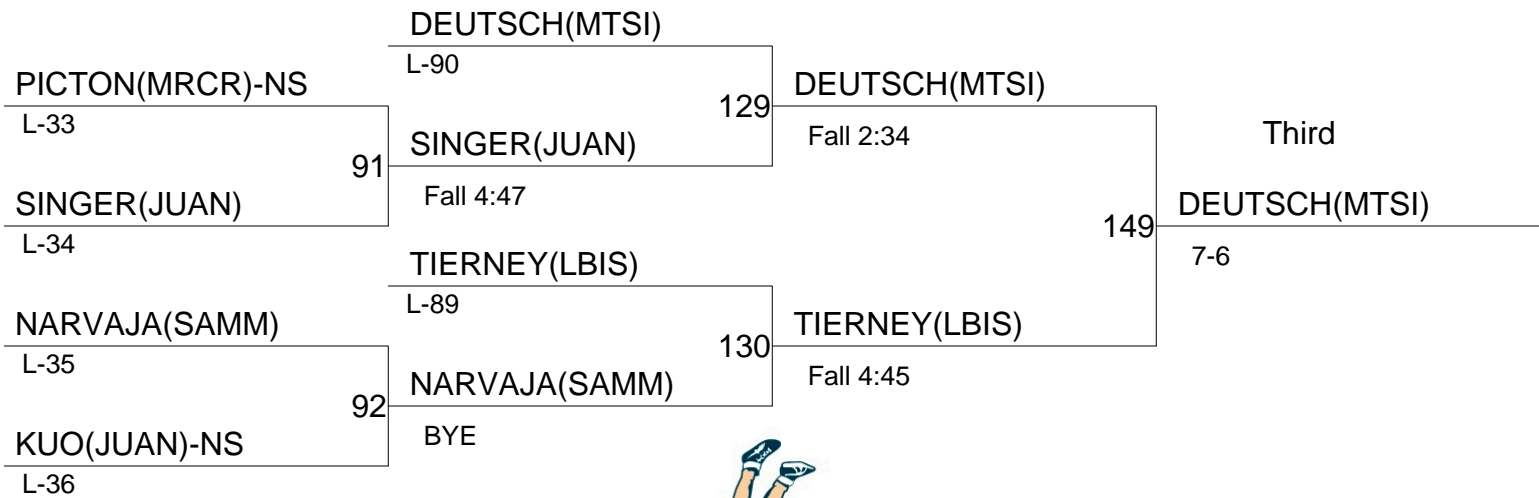 DEUTSCH(MTSI)
L-90
PICTON(MRCR)-NS
L-33
129
DEUTSCH(MTSI)
Fall 2:34
Third
91
SINGER(JUAN)
Fall 4:47
SINGER(JUAN)
L-34
149
DEUTSCH(MTSI)
7-6
TIERNEY(LBIS)
L-89
NARVAJA(SAMM)
L-35
130
TIERNEY(LBIS)
Fall 4:45
92
NARVAJA(SAMM)
BYE
KUO(JUAN)-NS
L-36